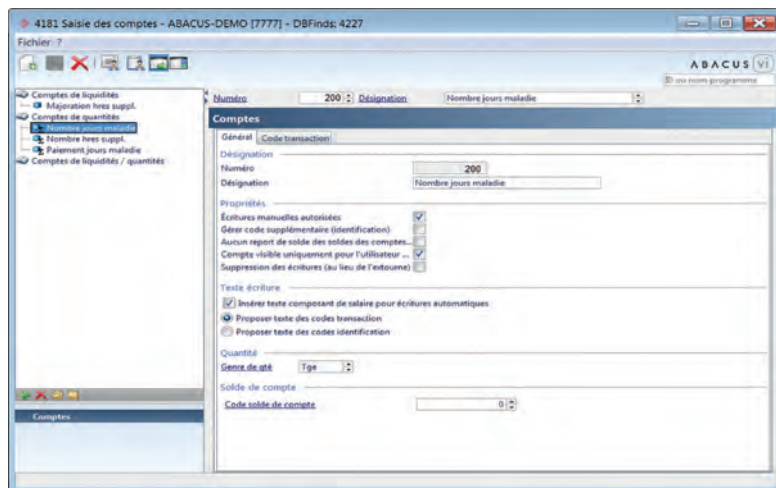 4181 Saisie des comptes - ABACUS-DEMO [7777] - DBFinds: 4227
Fichier ?
ABACUS vi
ID ou nom programme
Comptes de liquidités
Majoration hres suppl.
Comptes de quantités
Nombre jours maladie
Nombre hres suppl.
Paiement jours maladie
Comptes de liquidités / quantités
Numéro 200 Désignation Nombre jours maladie
Comptes
Général Code transaction
Désignation
Numéro 200
Désignation Nombre jours maladie
Propriétés
Écritures manuelles autorisées
Gérer code supplémentaire (identification)
Aucun report de solde des soldes des comptes...
Compte visible uniquement pour l'utilisateur ...
Suppression des écritures (au lieu de l'extourne)
Texte écriture
Insérer texte composant de salaire pour écritures automatiques
Proposer texte des codes transaction
Proposer texte des codes identification
Quantité
Genre de qté Tge
Solde de compte
Code solde de compte 0
Comptes